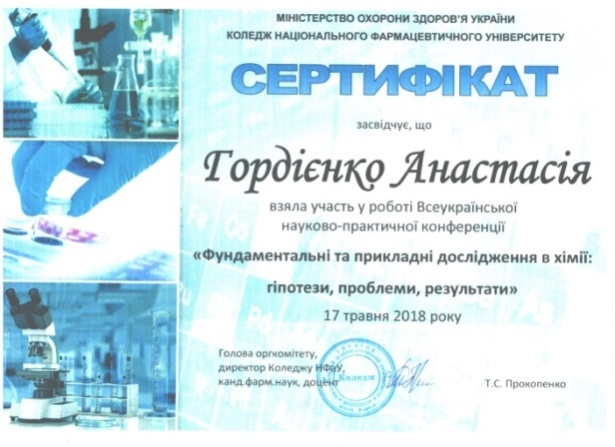 МІНІСТЕРСТВО ОХОРОНИ ЗДОРОВ'Я УКРАЇНИ
КОЛЕДЖ НАЦІОНАЛЬНОГО ФАРМАЦЕВТИЧНОГО УНІВЕРСИТЕТУ
СЕРТИФІКАТ
засвідчує, що
Гордієнко Анастасія
взяла участь у роботі Всеукраїнської
науково-практичної конференції
«Фундаментальні та прикладні дослідження в хімії:
гіпотези, проблеми, результати»
17 травня 2018 року
Голова оргкомітету,
директор Коледжу НФаУ,
канд.фарм.наук, доцент
Коледж
Т.С. Прокопенко